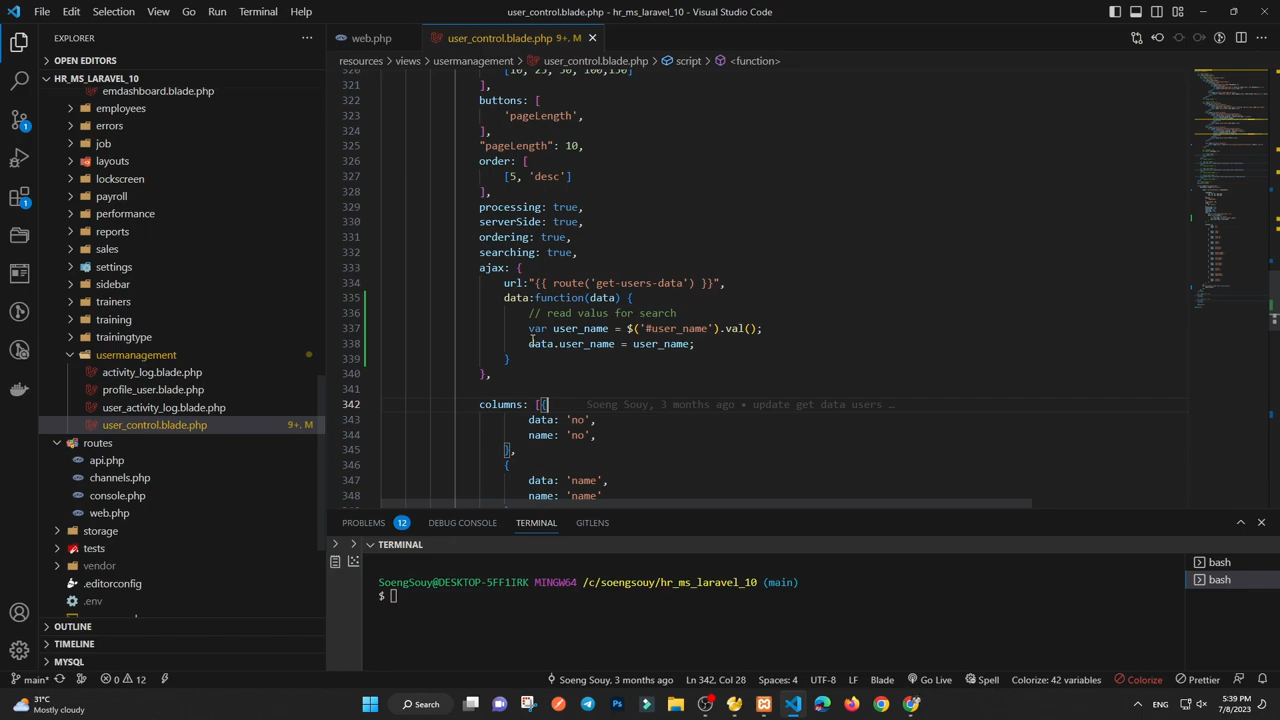 File Edit Selection View Go Run Terminal Help
user_control.blade.php - hr_ms_laravel_10 - Visual Studio Code
EXPLORER
OPEN EDITORS
HR_MS_LARAVEL_10
emdashboard.blade.php
employees
errors
job
layouts
lockscreen
payroll
performance
reports
sales
settings
sidebar
trainers
training
trainingtype
usermanagement
activity_log.blade.php
profile_user.blade.php
user_activity_log.blade.php
user_control.blade.php 9+, M
routes
api.php
channels.php
console.php
web.php
storage
tests
vendor
.editorconfig
.env
OUTLINE
TIMELINE
MYSQL
web.php user_control.blade.php 9+, M
resources > views > usermanagement > user_control.blade.php > script > <function>
320 [10, 25, 50, 100,150]
321 ],
322 buttons: [
323 'pageLength',
324 ],
325 "pageLength": 10,
326 order: [
327 [5, 'desc']
328 ],
329 processing: true,
330 serverSide: true,
331 ordering: true,
332 searching: true,
333 ajax: {
334 url:"{{ route('get-users-data') }}",
335 data:function(data) {
336 // read valus for search
337 var user_name = $('#user_name').val();
338 data.user_name = user_name;
339 }
340 },
341
342 columns: [{ Soeng Souy, 3 months ago • update get data users …
343 data: 'no',
344 name: 'no',
345 },
346 {
347 data: 'name',
348 name: 'name'
PROBLEMS 12 DEBUG CONSOLE TERMINAL GITLENS
TERMINAL
SoengSouy@DESKTOP-5FF1IRK MINGW64 /c/soengsouy/hr_ms_laravel_10 (main)
$
bash
bash
main* 0 12 Soeng Souy, 3 months ago Ln 342, Col 28 Spaces: 4 UTF-8 LF Blade Go Live Spell Colorize: 42 variables Colorize Prettier
31°C
Mostly cloudy
Search
ENG
5:39 PM
7/8/2023